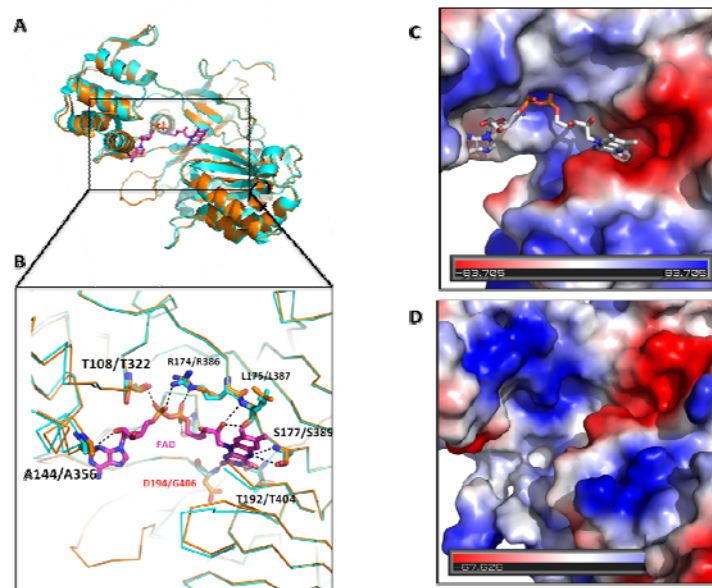 A
B
T108/T322
R174/R386
L175/L387
S177/S389
FAD
A144/A356
D194/G406
T192/T404
C
-83.705
83.705
D
-67.626